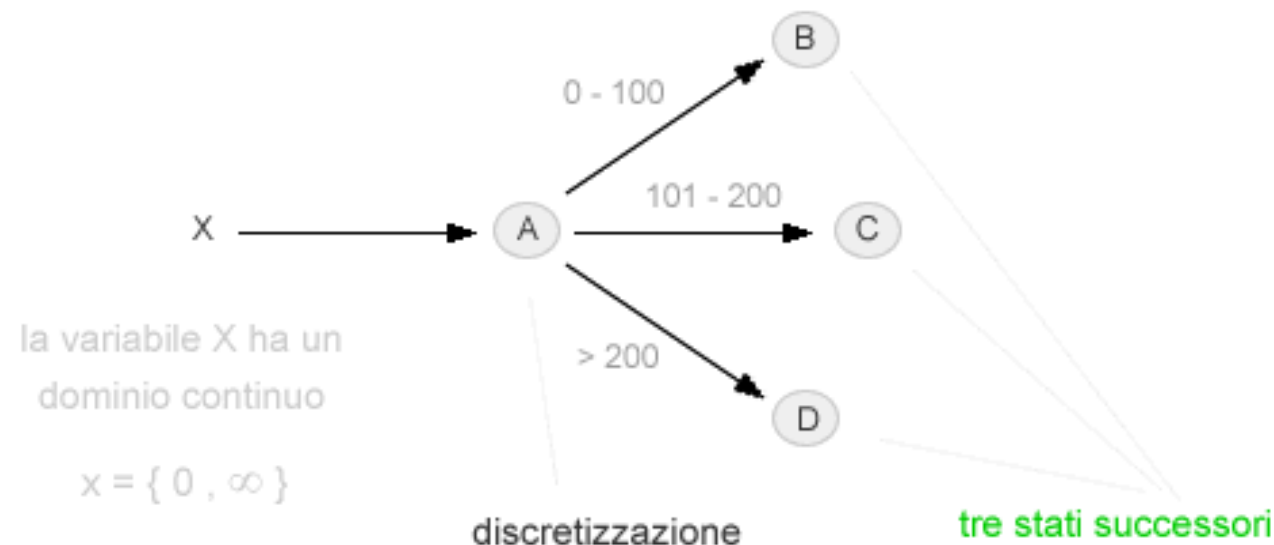 B
0 - 100
101 - 200
X
A
C
la variabile X ha un
dominio continuo
> 200
D
x = { 0 , ∞ }
discretizzazione
tre stati successori